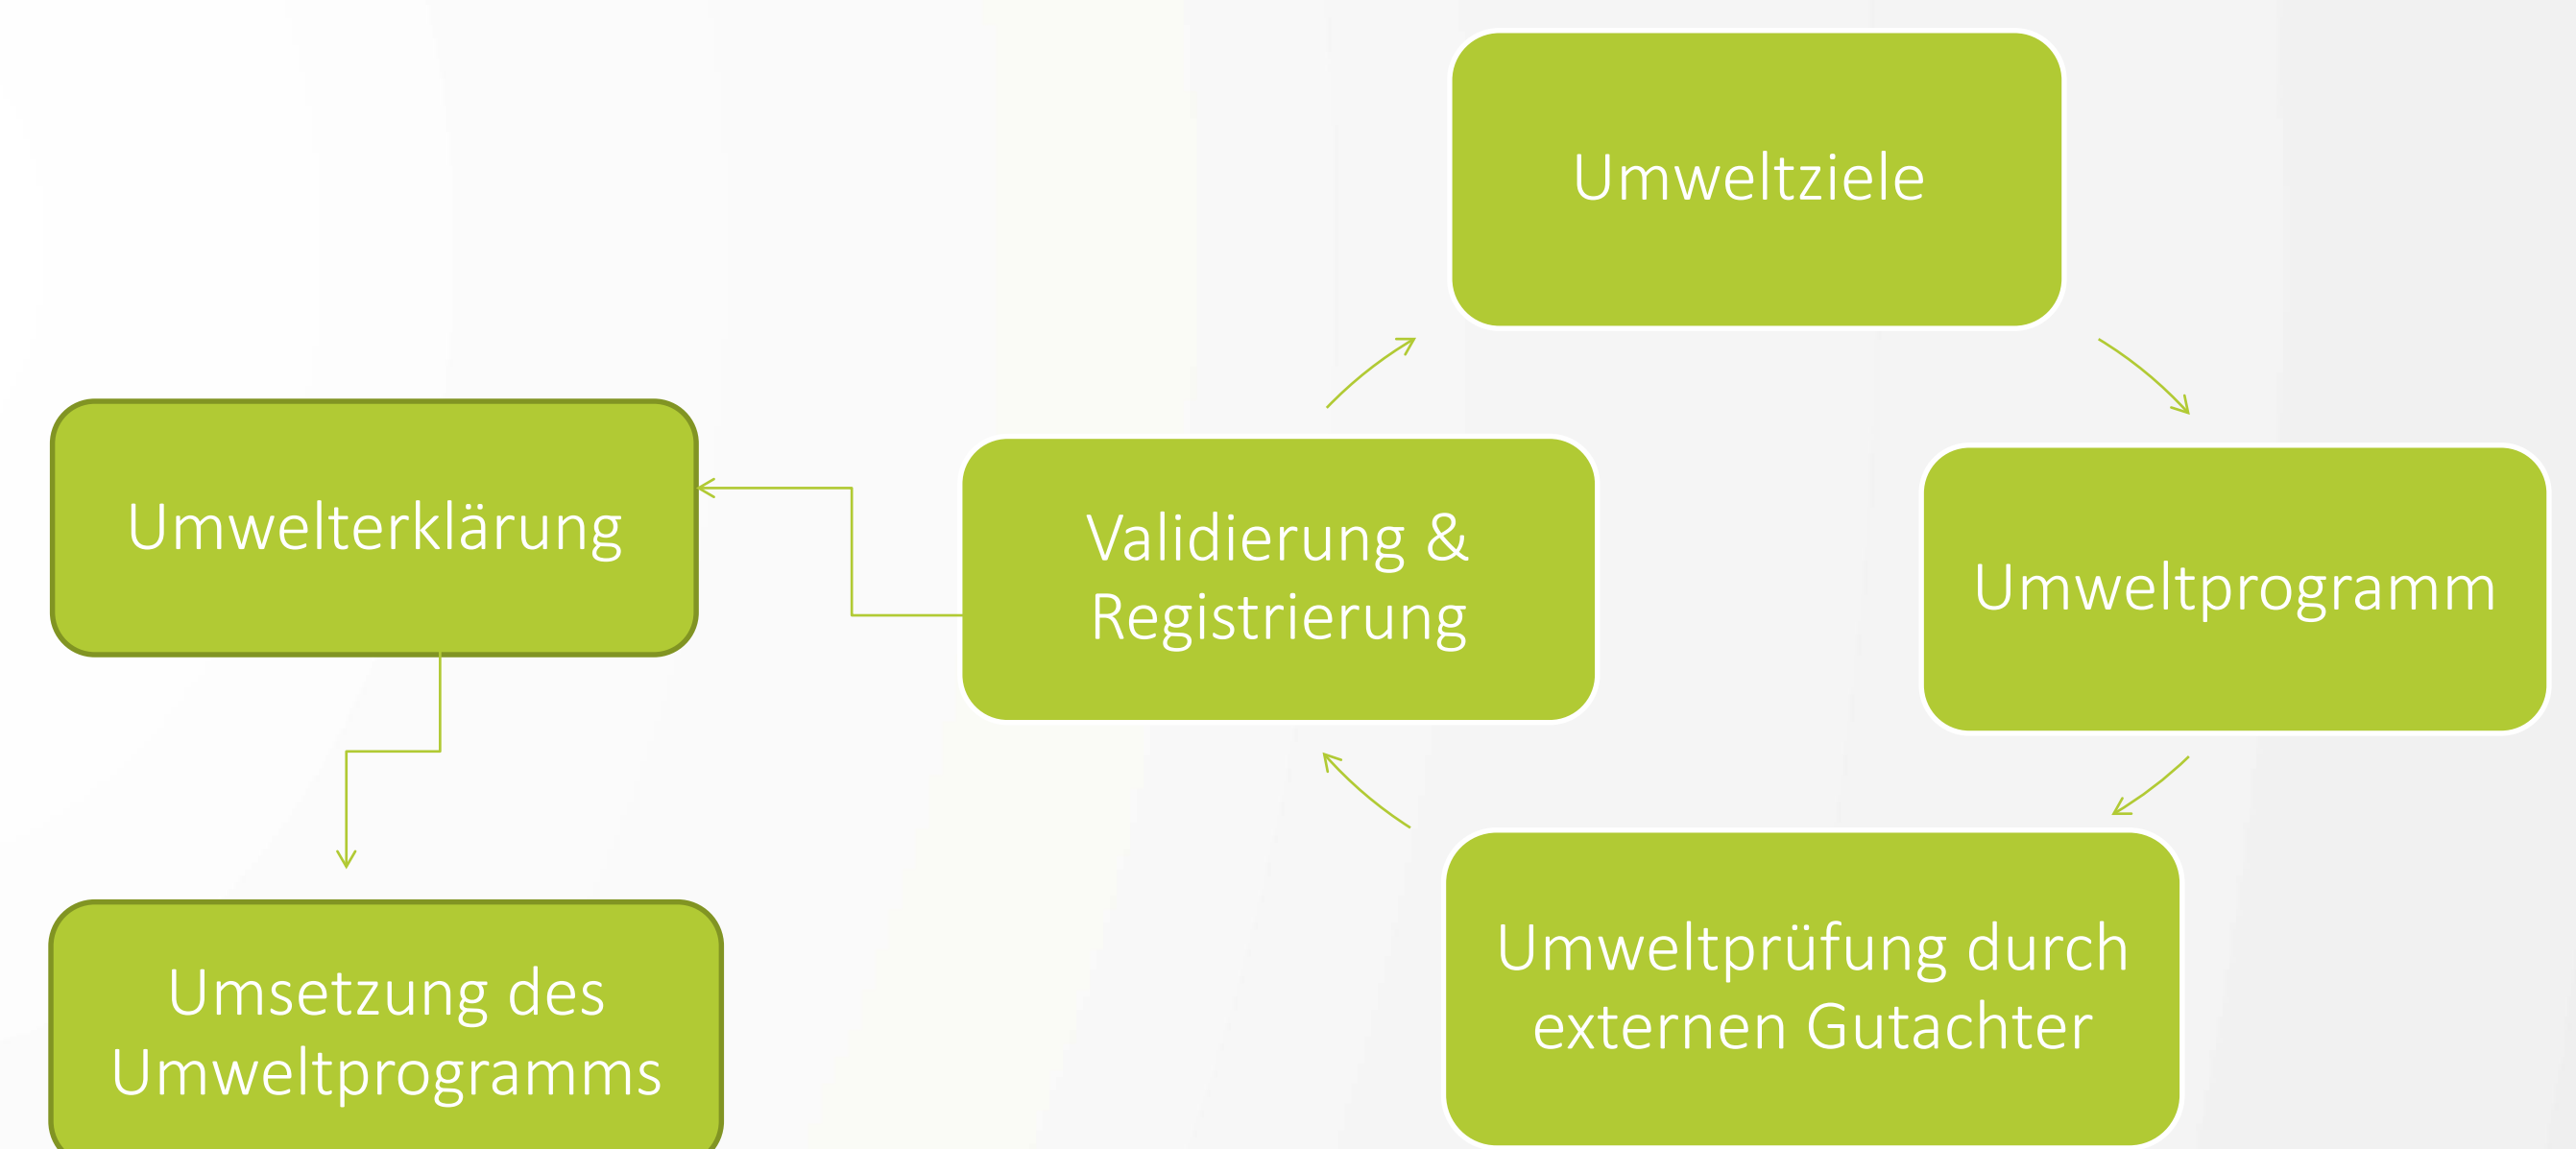 Umweltziele
Umwelterklärung
Validierung &
Registrierung
Umweltprogramm
Umsetzung des
Umweltprogramms
Umweltprüfung durch
externen Gutachter